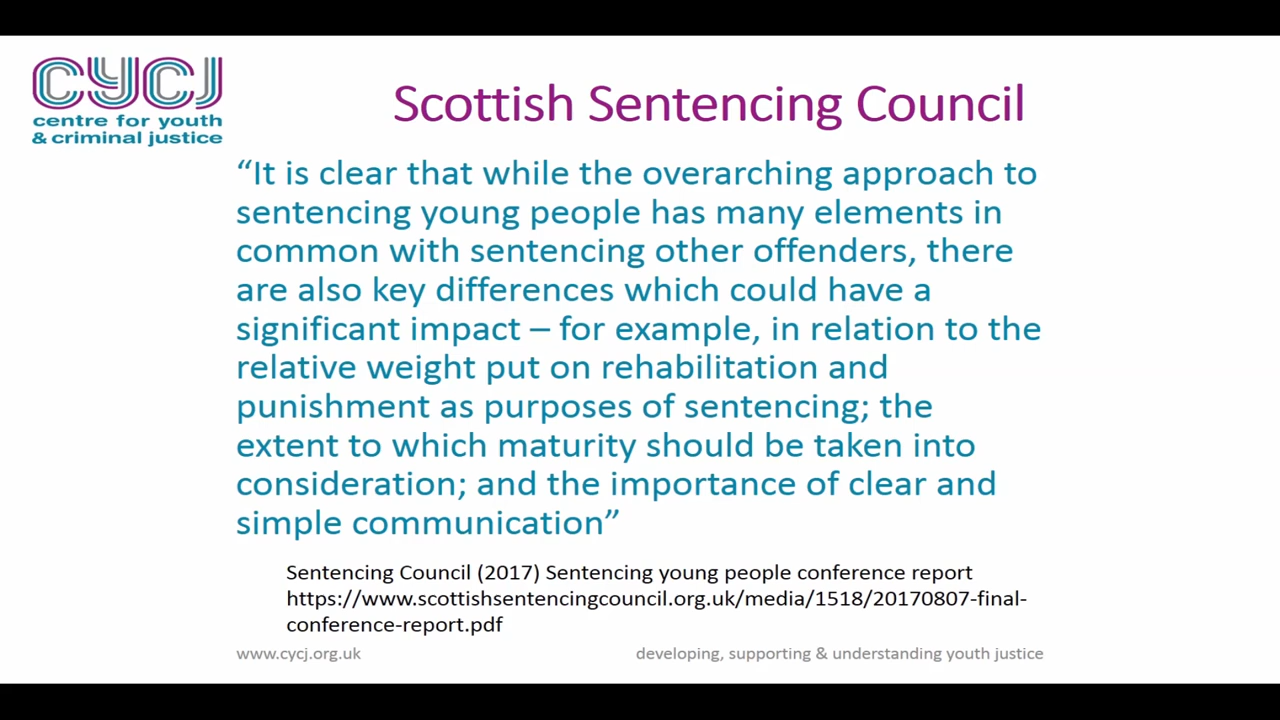 cycj
centre for youth
& criminal justice
Scottish Sentencing Council
“It is clear that while the overarching approach to
sentencing young people has many elements in
common with sentencing other offenders, there
are also key differences which could have a
significant impact – for example, in relation to the
relative weight put on rehabilitation and
punishment as purposes of sentencing; the
extent to which maturity should be taken into
consideration; and the importance of clear and
simple communication”
Sentencing Council (2017) Sentencing young people conference report
https://www.scottishsentencingcouncil.org.uk/media/1518/20170807-final-
conference-report.pdf
www.cycj.org.uk
developing, supporting & understanding youth justice